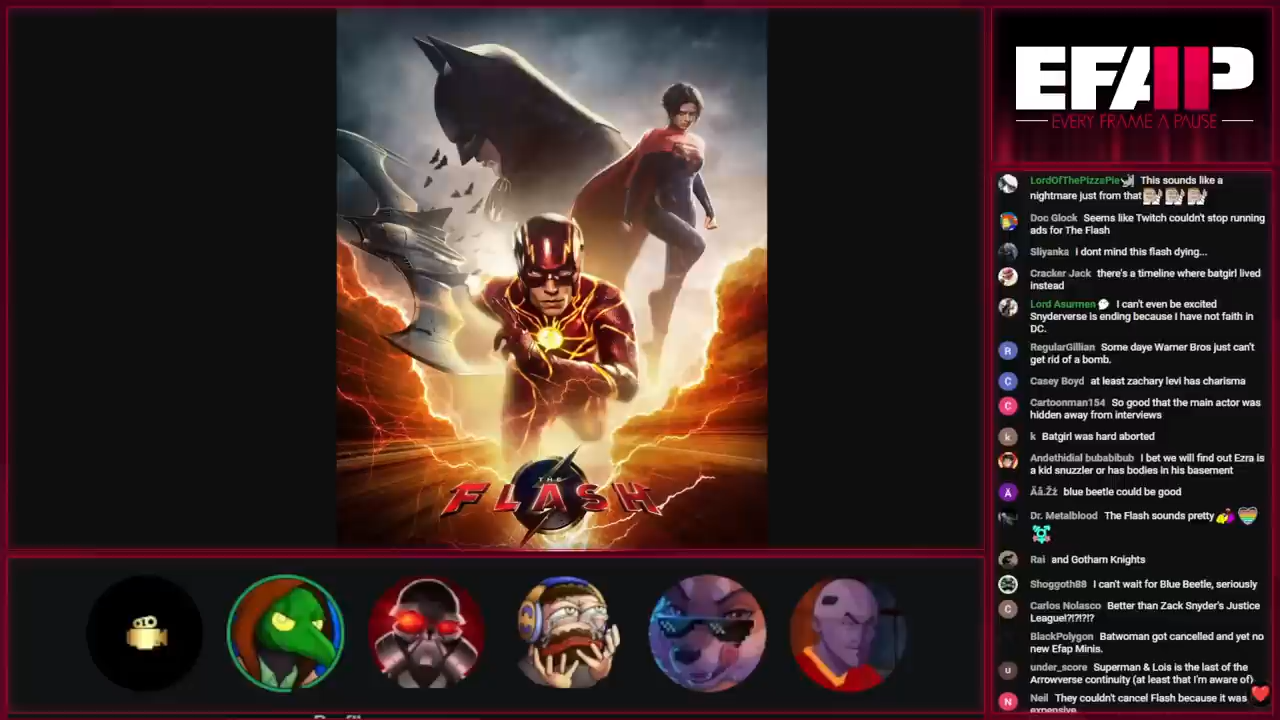 THE
FLASH
EFAP
EVERY FRAME A PAUSE
LordOfThePizzaPie This sounds like a
nightmare just from that
Doc Glock Seems like Twitch couldn't stop running
ads for The Flash
Sliyanka i dont mind this flash dying...
Cracker Jack there's a timeline where batgirl lived
instead
Lord Asurmen I can't even be excited
Snyderverse is ending because I have not faith in
DC.
R
RegularGillian Some daye Warner Bros just can't
get rid of a bomb.
C
Casey Boyd at least zachary levi has charisma
C
Cartoonman154 So good that the main actor was
hidden away from interviews
k
k Batgirl was hard aborted
Andethidial bubabibub I bet we will find out Ezra is
a kid snuzzler or has bodies in his basement
Ä
Äâ.Žż blue beetle could be good
Dr. Metalblood The Flash sounds pretty
Rai and Gotham Knights
Shoggoth88 I can't wait for Blue Beetle, seriously
C
Carlos Nolasco Better than Zack Snyder's Justice
League!?!?!?
BlackPolygon Batwoman got cancelled and yet no
new Efap Minis.
u
under_score Superman & Lois is the last of the
Arrowverse continuity (at least that I'm aware of)
N
Neil They couldn't cancel Flash because it was
expensive